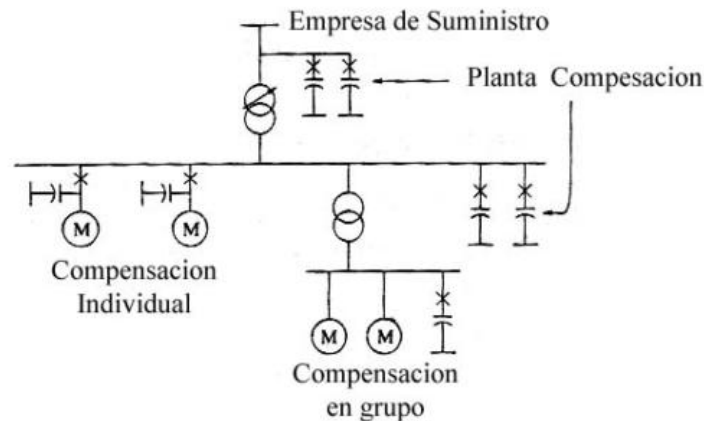 Empresa de Suministro
Planta Compesacion
M
M
Compensacion
Individual
M
M
Compensacion
en grupo